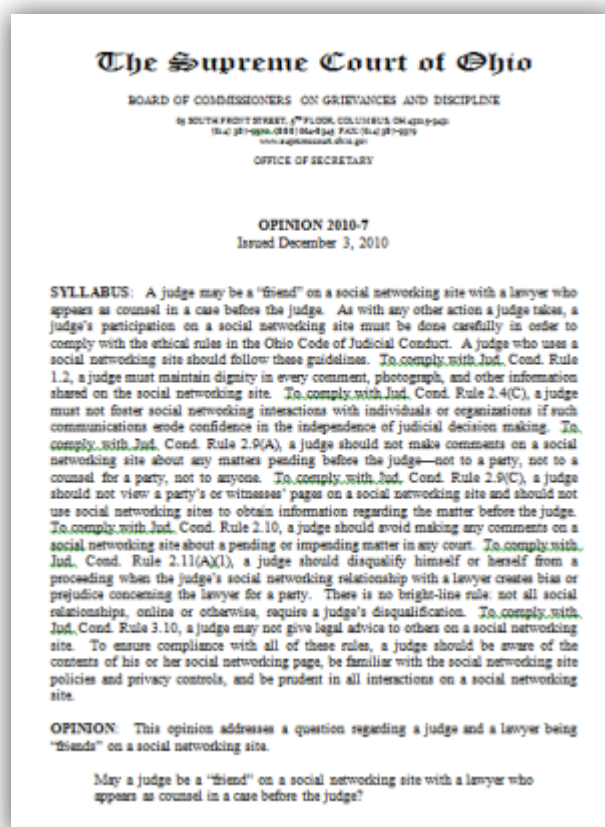 The Supreme Court of Ohio
BOARD OF COMMISSIONERS ON GRIEVANCES AND DISCIPLINE
65 SOUTH FRONT STREET, 5TH FLOOR, COLUMBUS, OH 43215-3431
www.supremecourt.ohio.gov
OFFICE OF SECRETARY
OPINION 2010-7
Issued December 3, 2010
SYLLABUS: A judge may be a “friend” on a social networking site with a lawyer who
appears as counsel in a case before the judge. As with any other action a judge takes, a
judge’s participation on a social networking site must be done carefully in order to
comply with the ethical rules in the Ohio Code of Judicial Conduct. A judge who uses a
social networking site should follow these guidelines. To comply with Jud. Cond. Rule
1.2, a judge must maintain dignity in every comment, photograph, and other information
shared on the social networking site. To comply with Jud. Cond. Rule 2.4(C), a judge
must not foster social networking interactions with individuals or organizations if such
communications erode confidence in the independence of judicial decision making. To
comply with Jud. Cond. Rule 2.9(A), a judge should not make comments on a social
networking site about any matters pending before the judge—not to a party, not to a
counsel for a party, not to anyone. To comply with Jud. Cond. Rule 2.9(C), a judge
should not view a party’s or witnesses’ pages on a social networking site and should not
use social networking sites to obtain information regarding the matter before the judge.
To comply with Jud. Cond. Rule 2.10, a judge should avoid making any comments on a
social networking site about a pending or impending matter in any court. To comply with
Jud. Cond. Rule 2.11(A)(1), a judge should disqualify himself or herself from a
proceeding when the judge’s social networking relationship with a lawyer creates bias or
prejudice concerning the lawyer for a party. There is no bright-line rule: not all social
relationships, online or otherwise, require a judge’s disqualification. To comply with
Jud. Cond. Rule 3.10, a judge may not give legal advice to others on a social networking
site. To ensure compliance with all of these rules, a judge should be aware of the
contents of his or her social networking page, be familiar with the social networking site
policies and privacy controls, and be prudent in all interactions on a social networking
site.
OPINION: This opinion addresses a question regarding a judge and a lawyer being
“friends” on a social networking site.
May a judge be a “friend” on a social networking site with a lawyer who
appears as counsel in a case before the judge?